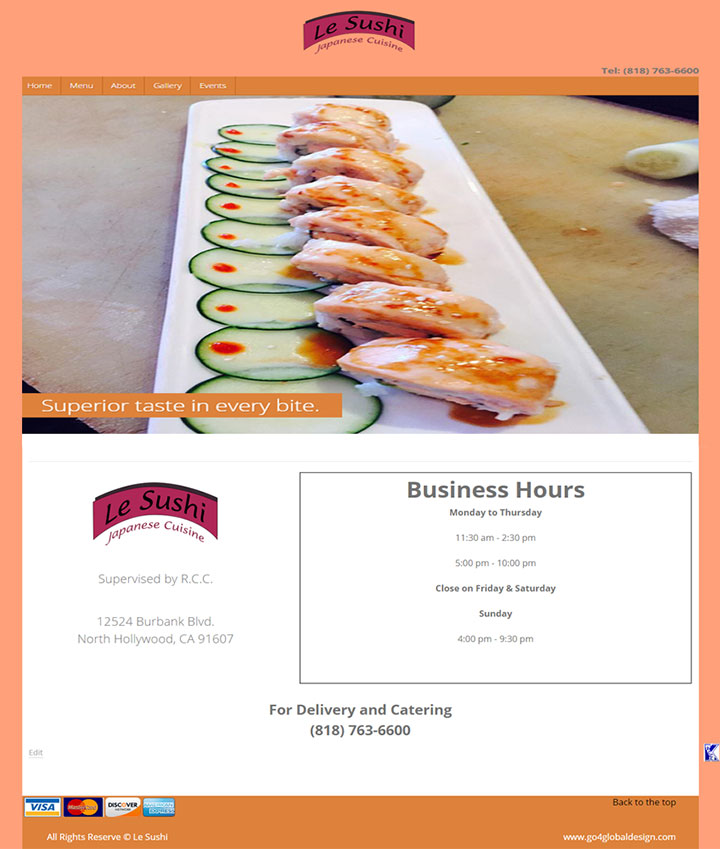 Le Sushi
Japanese Cuisine
Tel: (818) 763-6600
Home Menu About Gallery Events
Superior taste in every bite.
Le Sushi
Japanese Cuisine
Supervised by R.C.C.
12524 Burbank Blvd.
North Hollywood, CA 91607
Business Hours
Monday to Thursday
11:30 am - 2:30 pm
5:00 pm - 10:00 pm
Close on Friday & Saturday
Sunday
4:00 pm - 9:30 pm
For Delivery and Catering
(818) 763-6600
Edit
VISA MasterCard DISCOVER
Back to the top
All Rights Reserve © Le Sushi
www.go4globaldesign.com